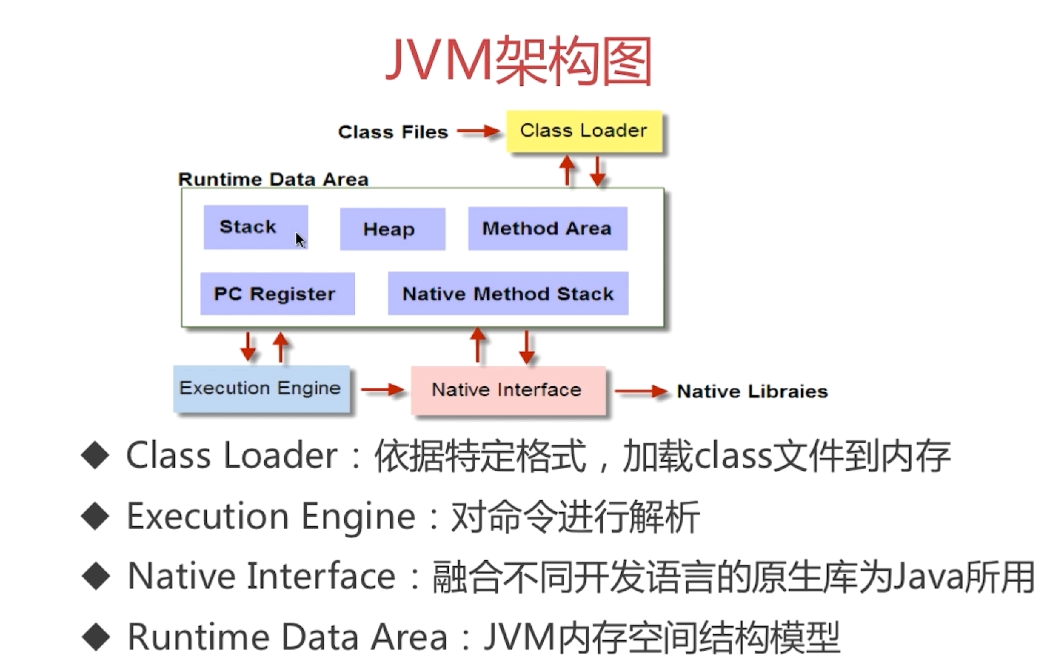 JVM架构图
Class Files
Class Loader
Runtime Data Area
Stack
Heap
Method Area
PC Register
Native Method Stack
Execution Engine
Native Interface
Native Libraies
◆ Class Loader：依据特定格式，加载class文件到内存
◆ Execution Engine：对命令进行解析
◆ Native Interface：融合不同开发语言的原生库为Java所用
◆ Runtime Data Area：JVM内存空间结构模型